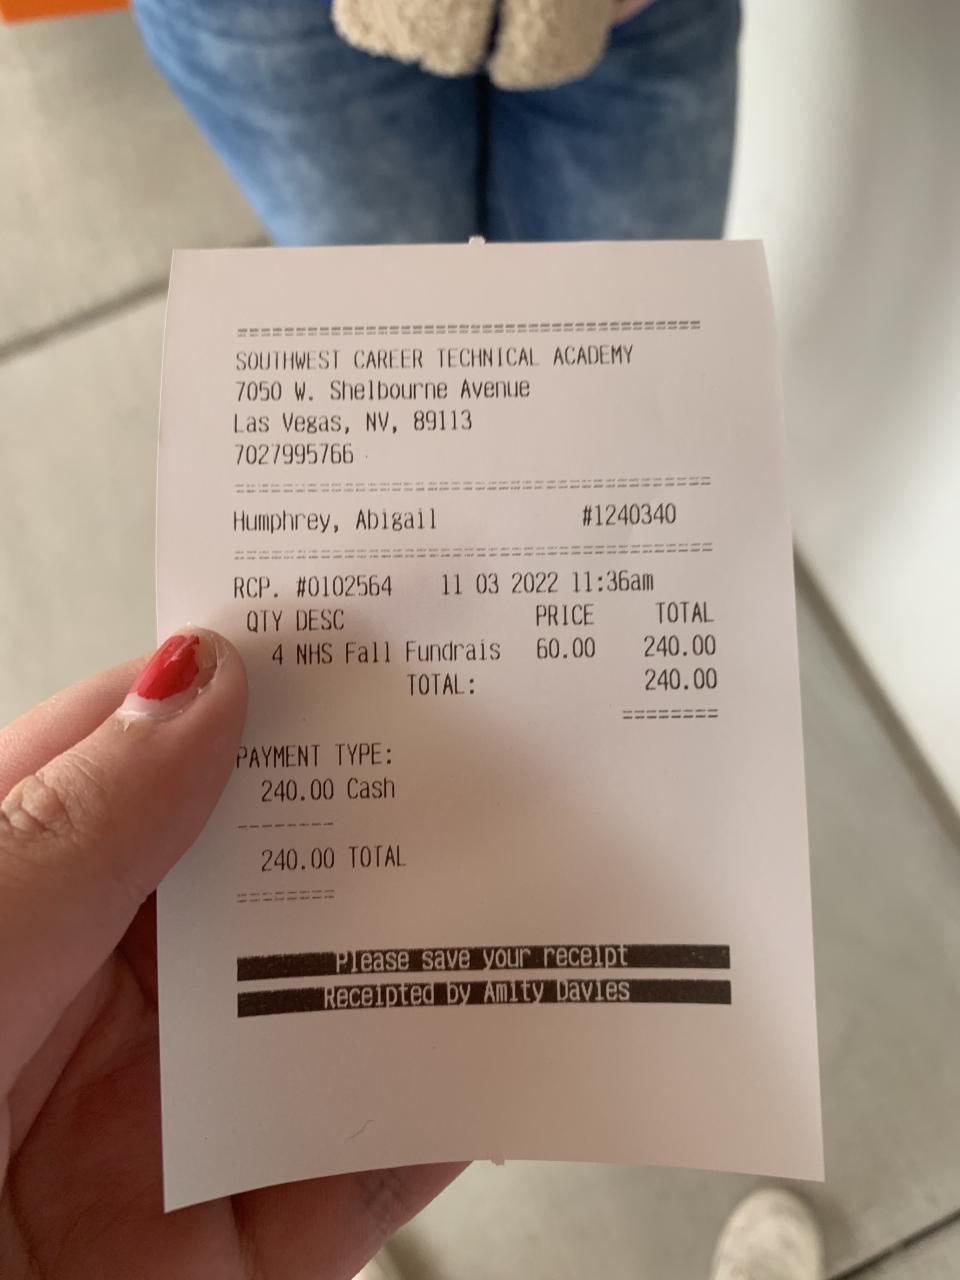 ========================================
SOUTHWEST CAREER TECHNICAL ACADEMY
7050 W. Shelbourne Avenue
Las Vegas, NV, 89113
7027995766
========================================
Humphrey, Abigail #1240340
========================================
RCP. #0102564 11 03 2022 11:36am
QTY DESC PRICE TOTAL
4 NHS Fall Fundrais 60.00 240.00
TOTAL: 240.00
========
PAYMENT TYPE:
240.00 Cash
--------
240.00 TOTAL
========
Please save your receipt
Receipted by Amity Davies